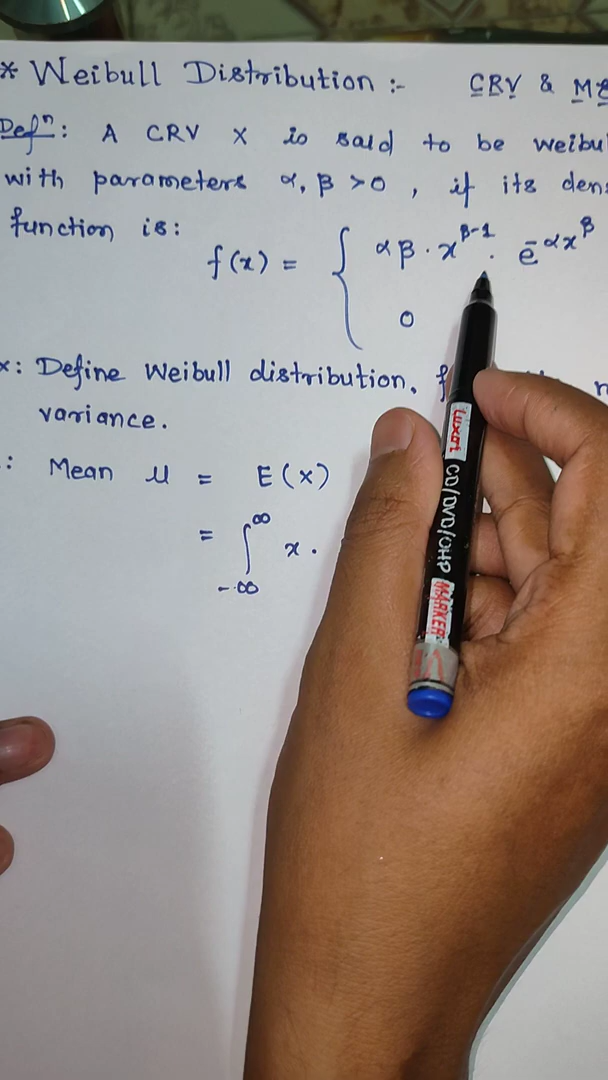 * Weibull Distribution :- CRV &
Defⁿ: A CRV X is said to be
with parameters α, β > 0 , if its
function is:
f(x) = { αβ · x^(β-1) · e^(-αx^β)
0
Define Weibull distribution.
variance.
: Mean μ = E(x)
= ∫_{-∞}^{∞} x .
Luxor CD/DVD/OHP MARKER